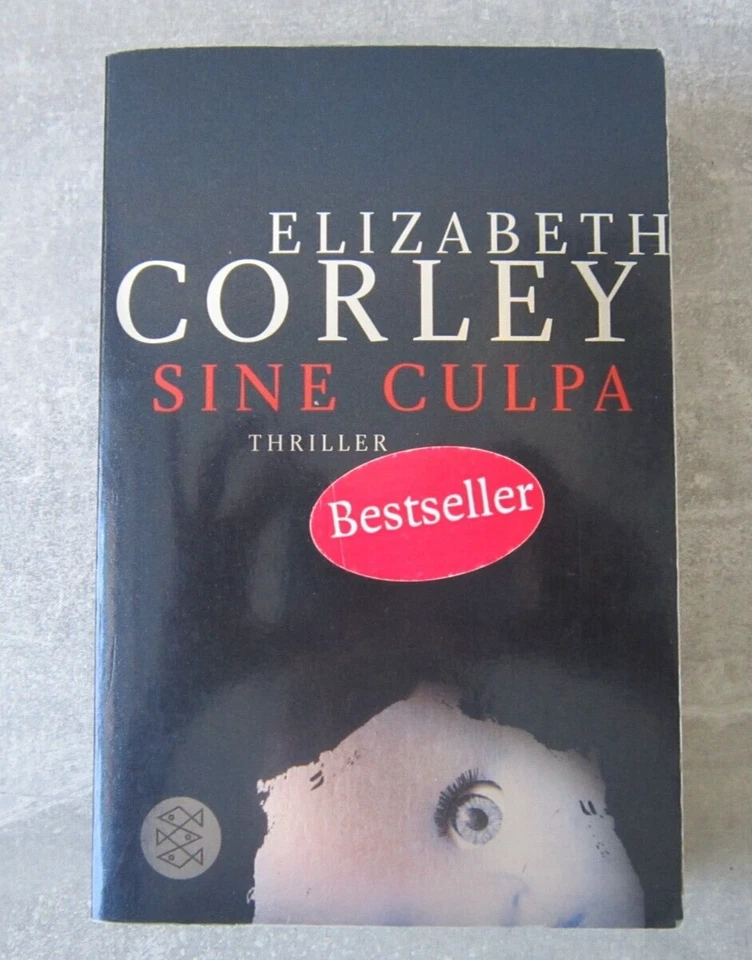 ELIZABETH
CORLEY
SINE CULPA
THRILLER
Bestseller